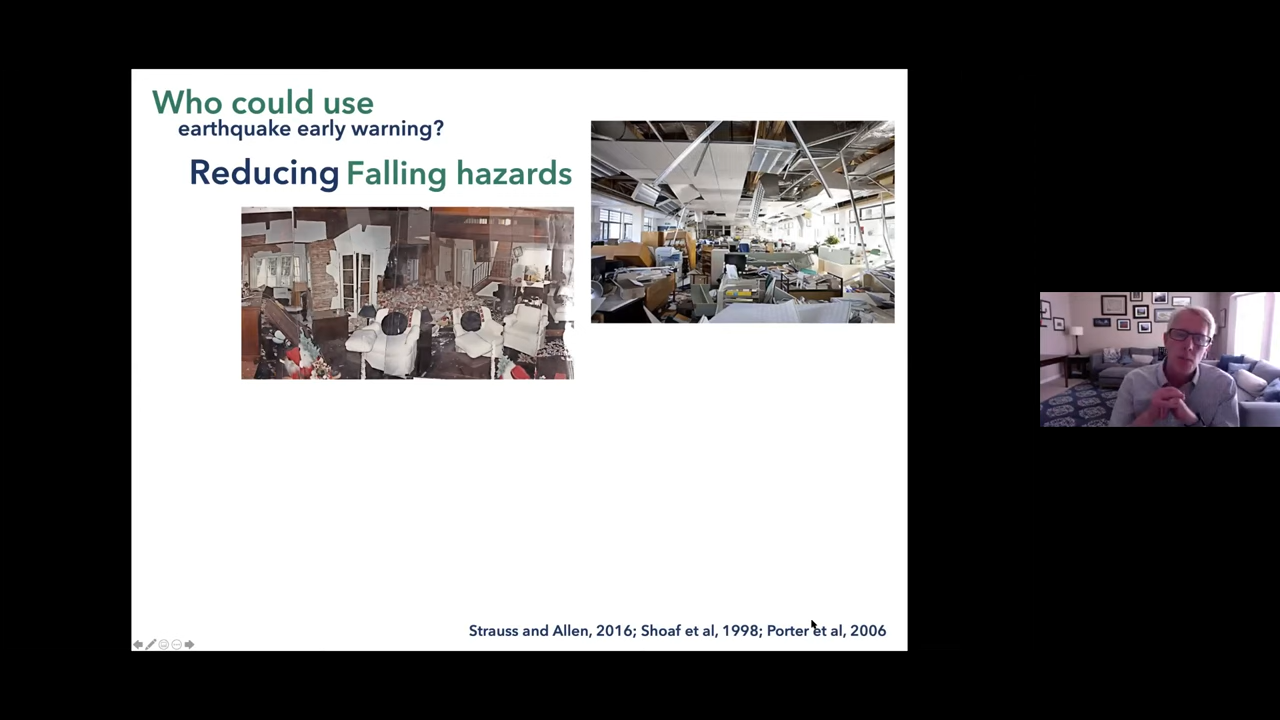 Who could use
earthquake early warning?
Reducing Falling hazards
Strauss and Allen, 2016; Shoaf et al, 1998; Porter et al, 2006